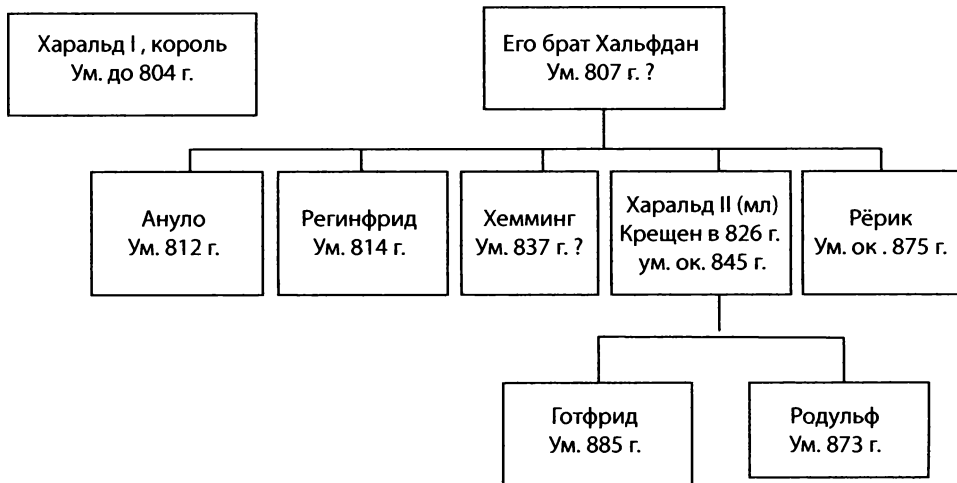 Харальд I , король
Ум. до 804 г.
Его брат Хальфдан
Ум. 807 г. ?
Ануло
Ум. 812 г.
Регинфрид
Ум. 814 г.
Хемминг
Ум. 837 г. ?
Харальд II (мл)
Крещен в 826 г.
ум. ок. 845 г.
Рёрик
Ум. ок . 875 г.
Готфрид
Ум. 885 г.
Родульф
Ум. 873 г.